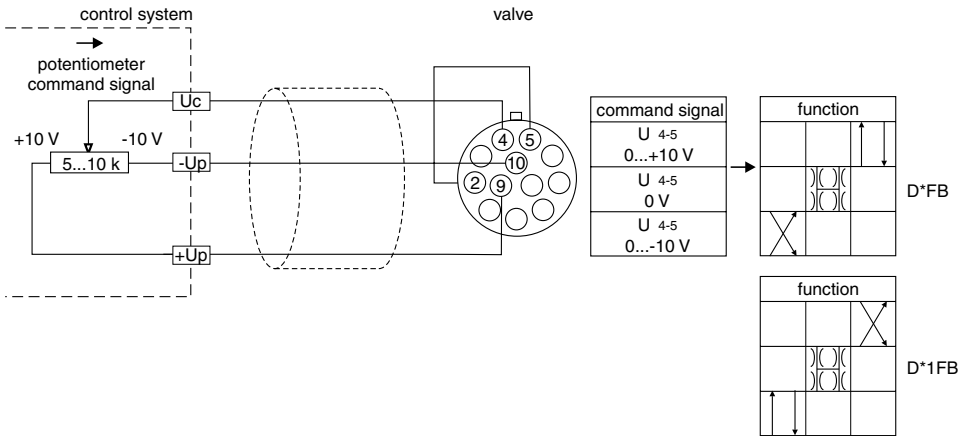 control system
valve
potentiometer
command signal
Uc
+10 V
-10 V
5...10 k
-Up
+Up
4
5
10
2
9
command signal
U 4-5
0...+10 V
U 4-5
0 V
U 4-5
0...-10 V
function
D*FB
function
D*1FB